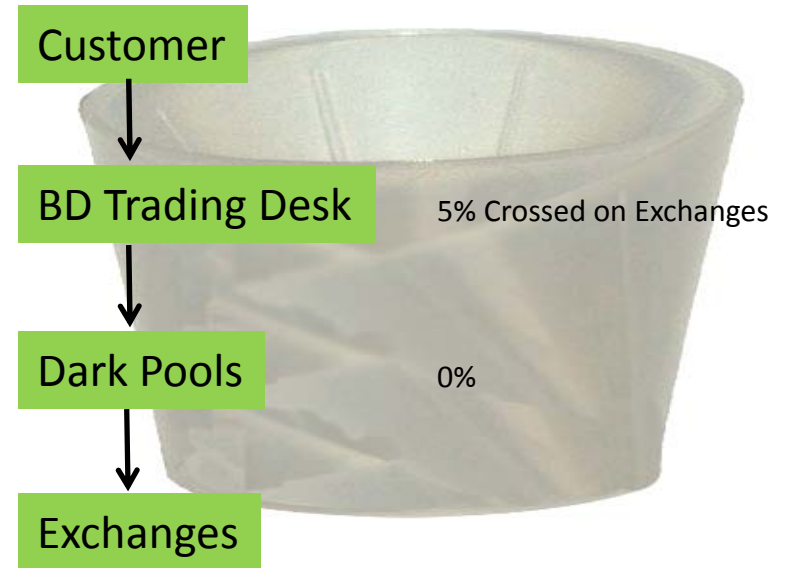 Customer
BD Trading Desk
5% Crossed on Exchanges
Dark Pools
0%
Exchanges